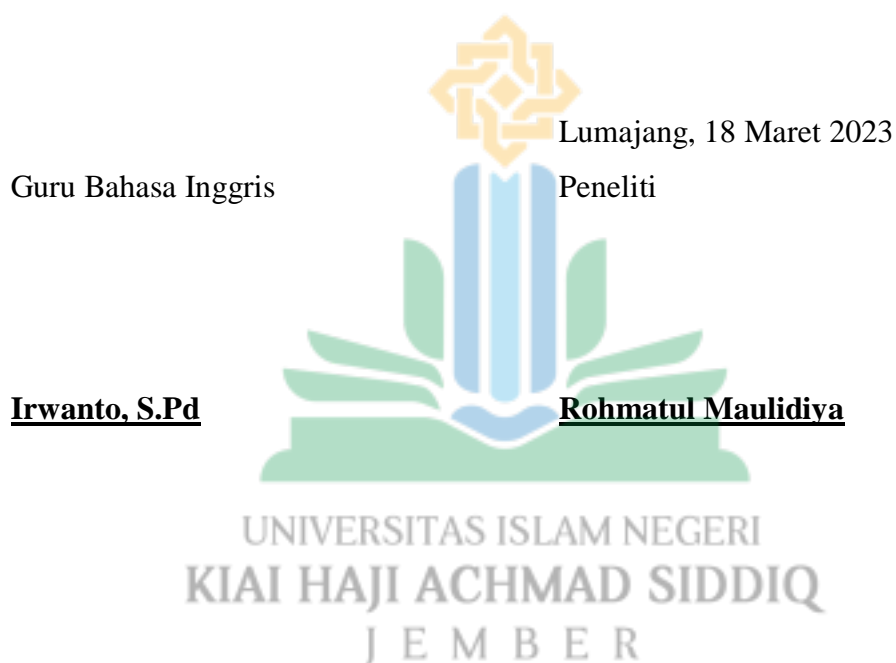 Lumajang, 18 Maret 2023
Guru Bahasa Inggris Peneliti
Irwanto, S.Pd Rohmatul Maulidiya
UNIVERSITAS ISLAM NEGERI
KIAI HAJI ACHMAD SIDDIQ
JEMBER